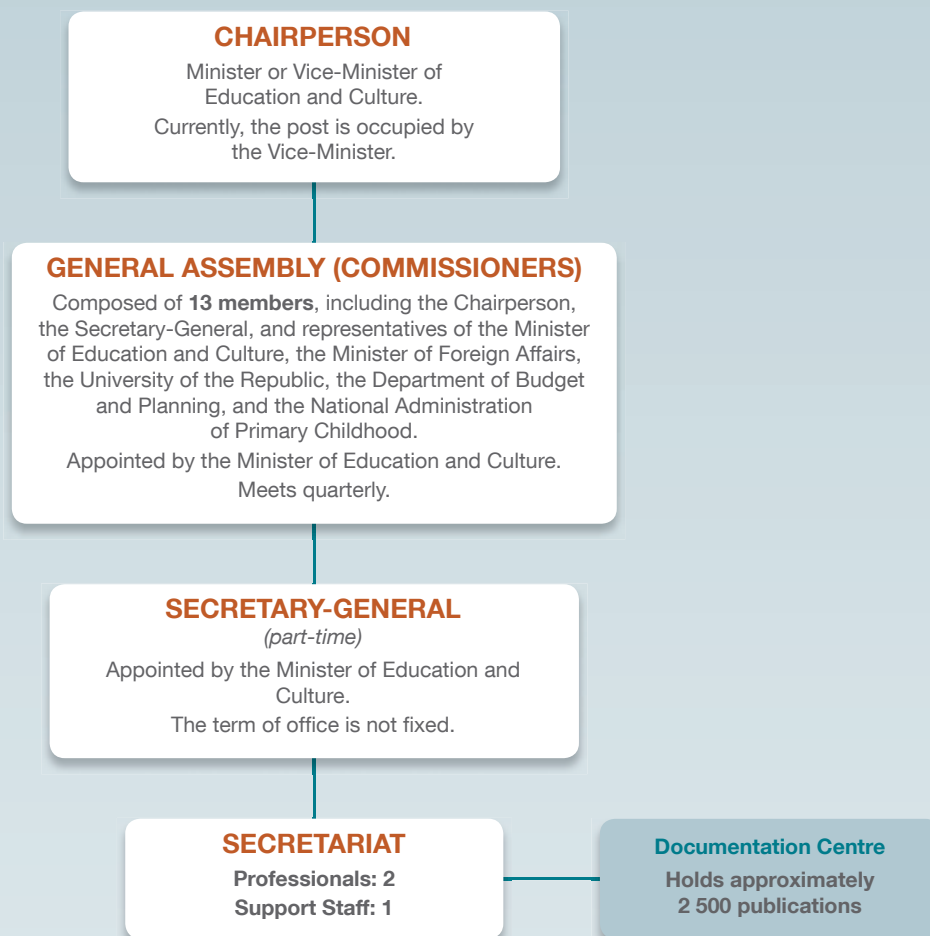 CHAIRPERSON
Minister or Vice-Minister of
Education and Culture.
Currently, the post is occupied by
the Vice-Minister.
GENERAL ASSEMBLY (COMMISSIONERS)
Composed of 13 members, including the Chairperson,
the Secretary-General, and representatives of the Minister
of Education and Culture, the Minister of Foreign Affairs,
the University of the Republic, the Department of Budget
and Planning, and the National Administration
of Primary Childhood.
Appointed by the Minister of Education and Culture.
Meets quarterly.
SECRETARY-GENERAL
(part-time)
Appointed by the Minister of Education and
Culture.
The term of office is not fixed.
SECRETARIAT
Professionals: 2
Support Staff: 1
Documentation Centre
Holds approximately
2 500 publications